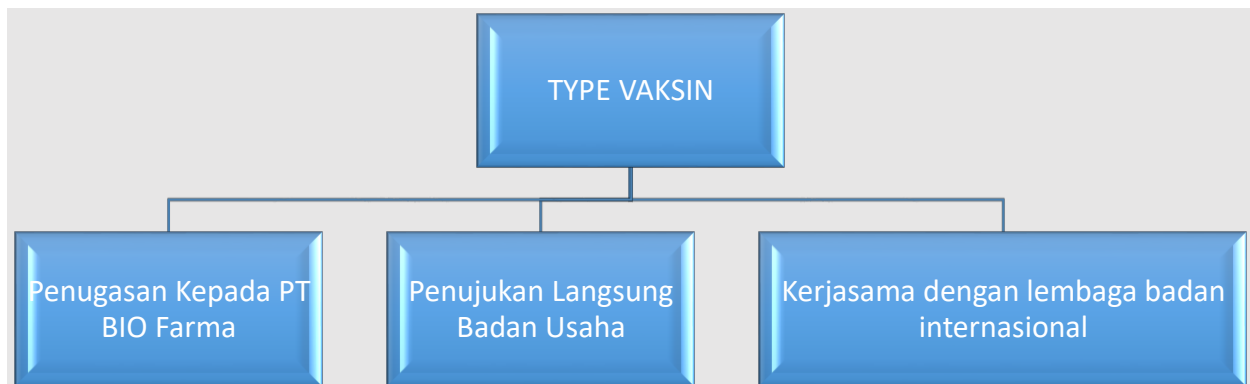 TYPE VAKSIN
Penugasan Kepada PT
BIO Farma
Penujukan Langsung
Badan Usaha
Kerjasama dengan lembaga badan
internasional